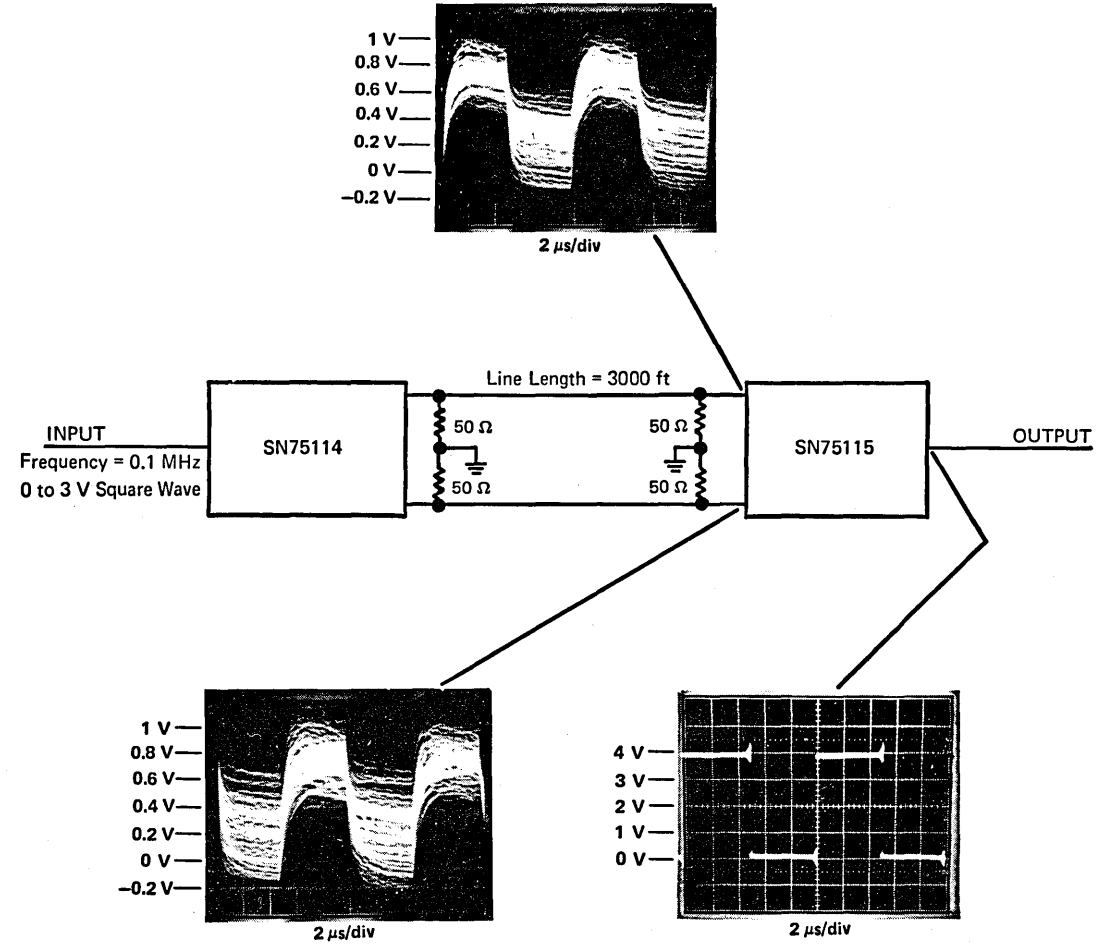 1 V
0.8 V
0.6 V
0.4 V
0.2 V
0 V
−0.2 V
2 μs/div
Line Length = 3000 ft
INPUT
Frequency = 0.1 MHz
0 to 3 V Square Wave
SN75114
50 Ω
50 Ω
50 Ω
50 Ω
SN75115
OUTPUT
1 V
0.8 V
0.6 V
0.4 V
0.2 V
0 V
−0.2 V
2 μs/div
4 V
3 V
2 V
1 V
0 V
2 μs/div